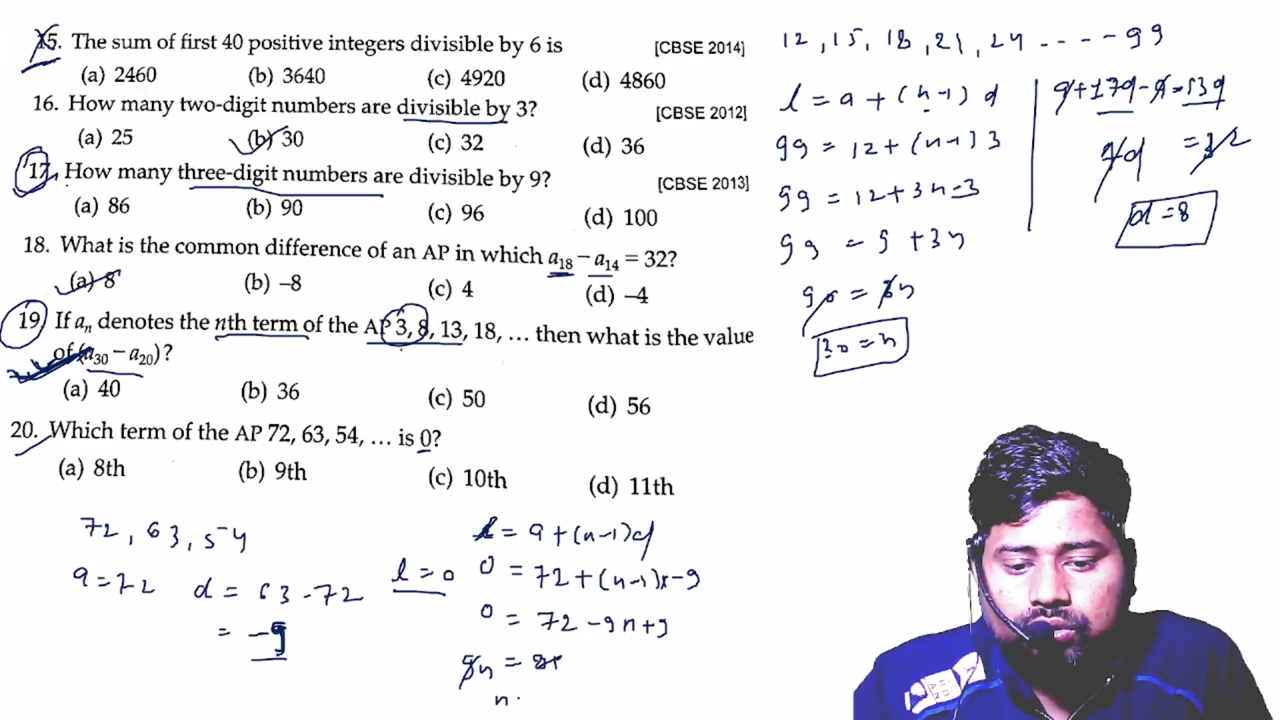 15. The sum of first 40 positive integers divisible by 6 is [CBSE 2014]
(a) 2460 (b) 3640 (c) 4920 (d) 4860
16. How many two-digit numbers are divisible by 3? [CBSE 2012]
(a) 25 (b) 30 (c) 32 (d) 36
17. How many three-digit numbers are divisible by 9? [CBSE 2013]
(a) 86 (b) 90 (c) 96 (d) 100
18. What is the common difference of an AP in which a18 − a14 = 32?
(a) 8 (b) −8 (c) 4 (d) −4
19. If an denotes the nth term of the AP 3, 8, 13, 18, … then what is the value
of (a30 − a20)?
(a) 40 (b) 36 (c) 50 (d) 56
20. Which term of the AP 72, 63, 54, … is 0?
(a) 8th (b) 9th (c) 10th (d) 11th
72, 63, 54
a = 72 d = 63 - 72 l = 0
= -9
l = a + (n-1)d
0 = 72 + (n-1)x-9
0 = 72 - 9n + 9
9n = 81
n
12, 15, 18, 21, 24 - - - - 99
l = a + (n-1) d
99 = 12 + (n-1) 3
99 = 12 + 3n - 3
99 = 9 + 3n
90 = 3n
30 = n
a + 17d - a - 13d
4d = 32
d = 8